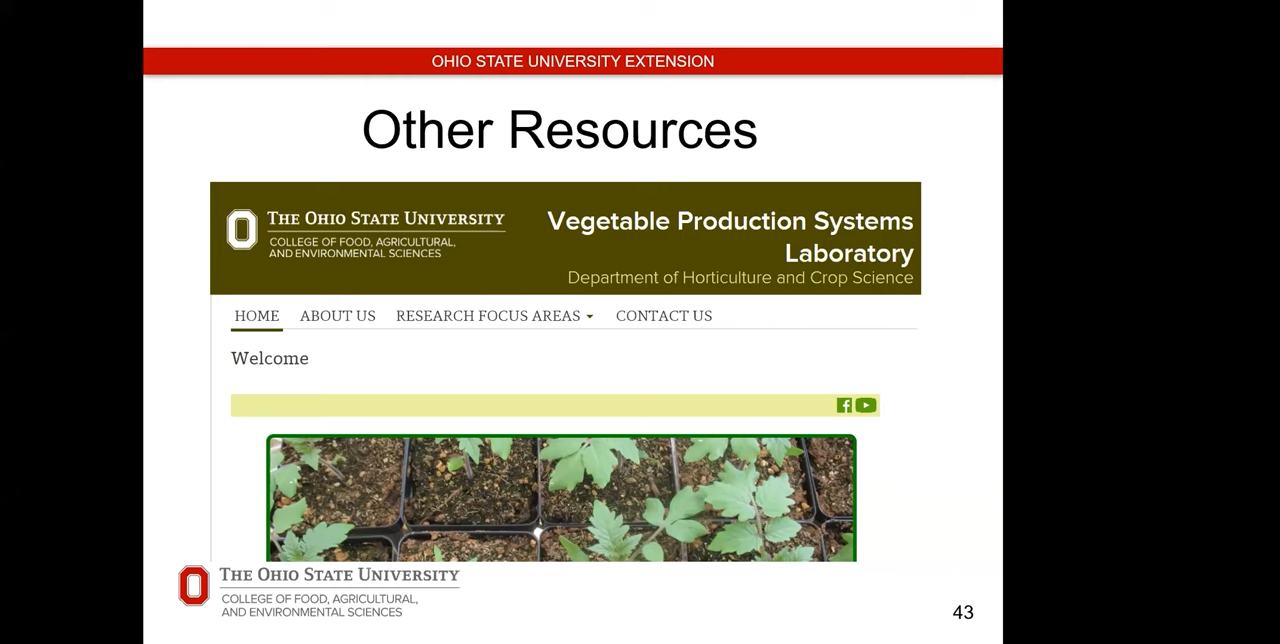 OHIO STATE UNIVERSITY EXTENSION
Other Resources
THE OHIO STATE UNIVERSITY
COLLEGE OF FOOD, AGRICULTURAL,
AND ENVIRONMENTAL SCIENCES
Vegetable Production Systems
Laboratory
Department of Horticulture and Crop Science
HOME ABOUT US RESEARCH FOCUS AREAS CONTACT US
Welcome
THE OHIO STATE UNIVERSITY
COLLEGE OF FOOD, AGRICULTURAL,
AND ENVIRONMENTAL SCIENCES
43